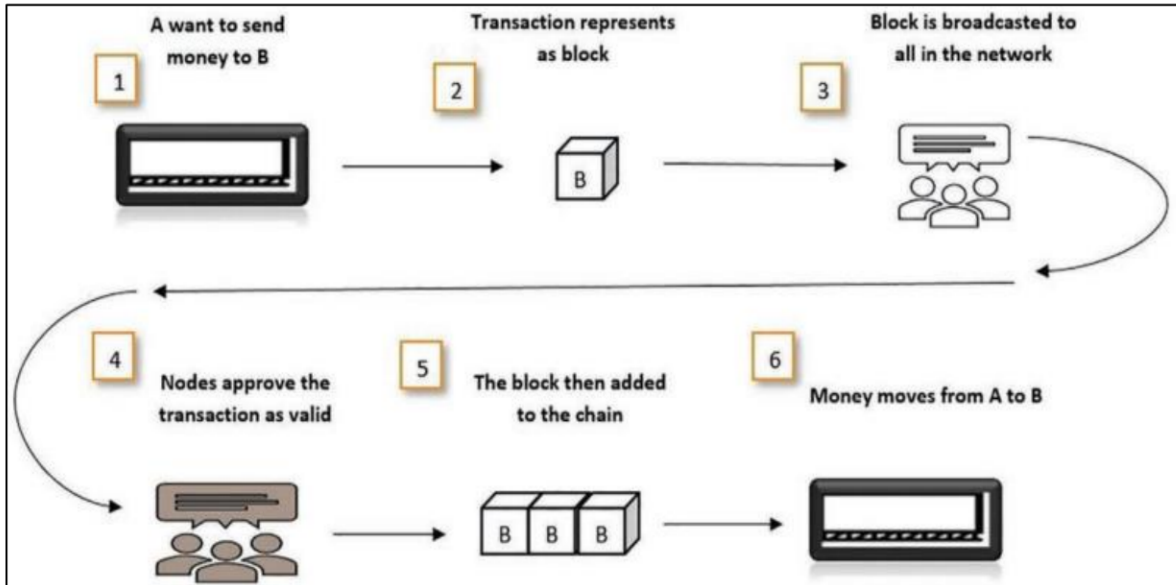 A want to send
money to B
1
Transaction represents
as block
2
B
Block is broadcasted to
all in the network
3
4
Nodes approve the
transaction as valid
5
The block then added
to the chain
B B B
6
Money moves from A to B